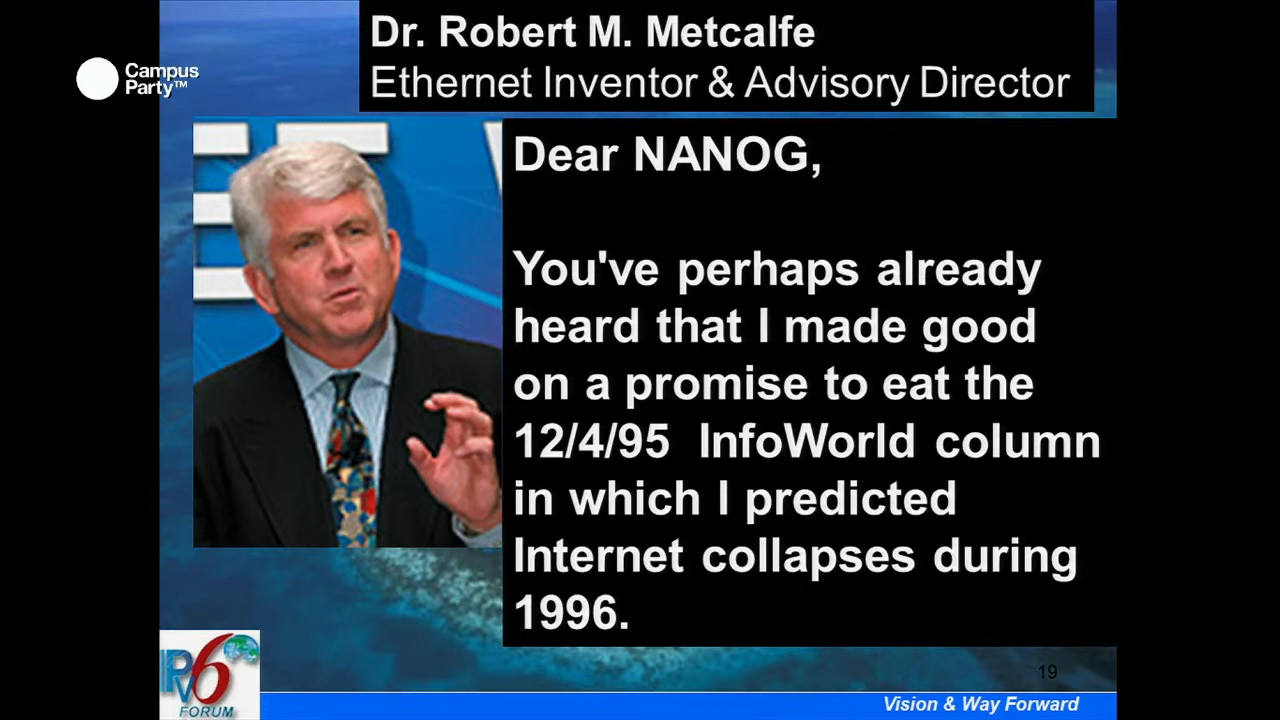 Dr. Robert M. Metcalfe
Ethernet Inventor & Advisory Director
Campus
Party™
Dear NANOG,
You've perhaps already
heard that I made good
on a promise to eat the
12/4/95 InfoWorld column
in which I predicted
Internet collapses during
1996.
19
IPv6
FORUM
Vision & Way Forward